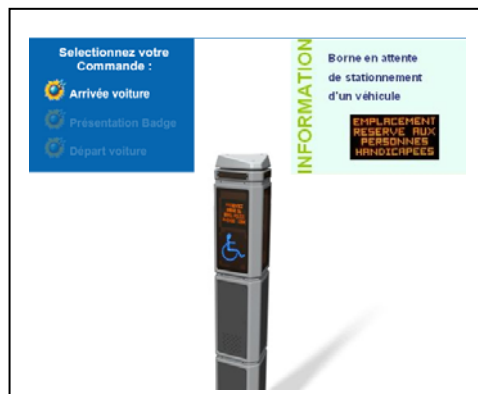 Selectionnez votre
Commande :
Arrivée voiture
Présentation Badge
Départ voiture
INFORMATION
Borne en attente
de stationnement
d'un véhicule
EMPLACEMENT
RESERVE AUX
PERSONNES
HANDICAPEES